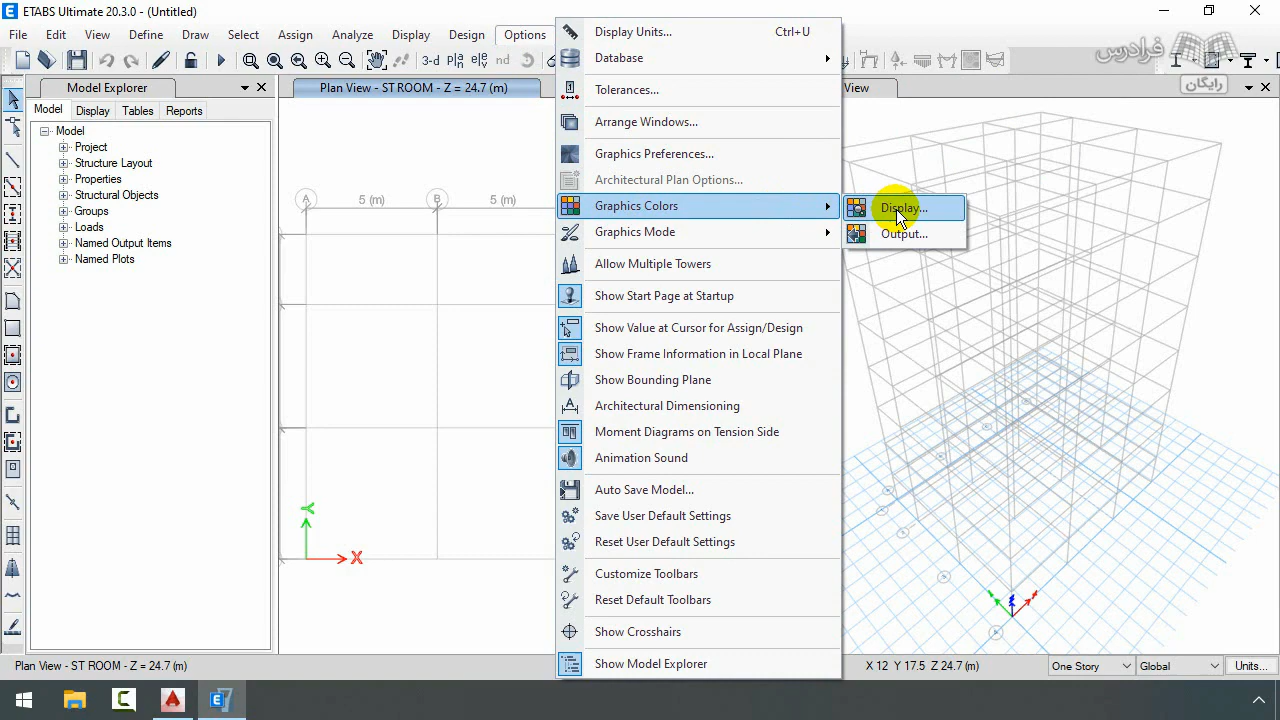 ETABS Ultimate 20.3.0 - (Untitled)
File Edit View Define Draw Select Assign Analyze Display Design Options
3-d
فرادرس
رایگان
Model Explorer
Plan View - ST ROOM - Z = 24.7 (m)
View
Model Display Tables Reports
Model
Project
Structure Layout
Properties
Structural Objects
Groups
Loads
Named Output Items
Named Plots
A 5 (m) B 5 (m)
Y
X
Display Units... Ctrl+U
Database
Tolerances...
Arrange Windows...
Graphics Preferences...
Architectural Plan Options...
Graphics Colors
Graphics Mode
Allow Multiple Towers
Show Start Page at Startup
Show Value at Cursor for Assign/Design
Show Frame Information in Local Plane
Show Bounding Plane
Architectural Dimensioning
Moment Diagrams on Tension Side
Animation Sound
Auto Save Model...
Save User Default Settings
Reset User Default Settings
Customize Toolbars
Reset Default Toolbars
Show Crosshairs
Show Model Explorer
Display...
Output...
Plan View - ST ROOM - Z = 24.7 (m)
X 12 Y 17.5 Z 24.7 (m)
One Story
Global
Units...